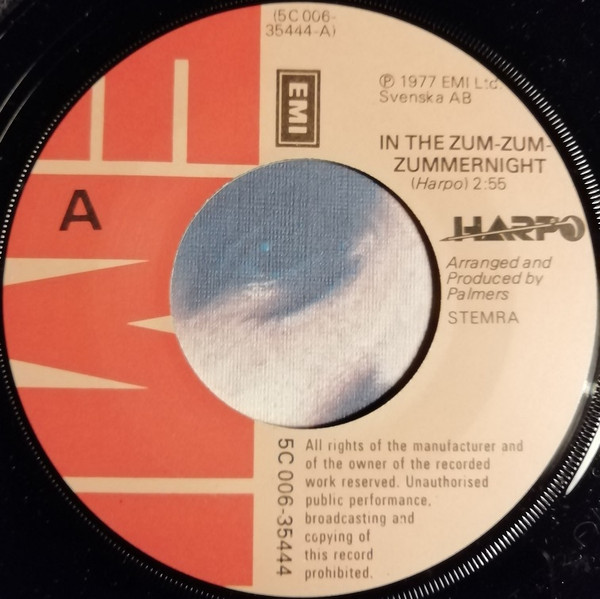 (5C 006-
35444-A)
EMI
℗ 1977 EMI Ltd.
Svenska AB
IN THE ZUM-ZUM-
ZUMMERNIGHT
(Harpo) 2:55
A
HARPO
Arranged and
Produced by
Palmers
STEMRA
5C 006-35444
All rights of the manufacturer and
of the owner of the recorded
work reserved. Unauthorised
public performance,
broadcasting and
copying of
this record
prohibited.
EMI